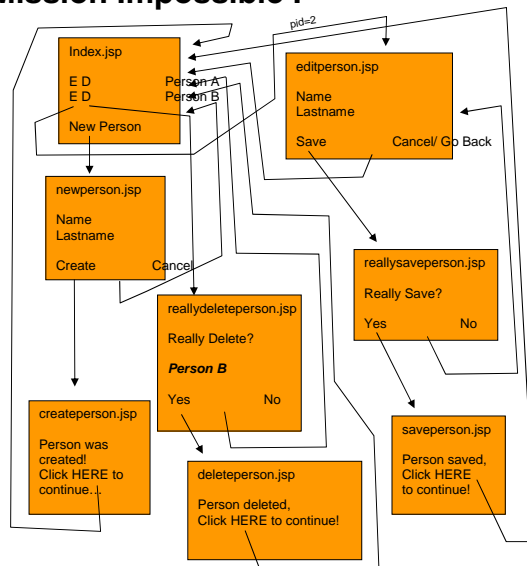 Mission Impossible !
pid=2
Index.jsp
E D Person A
E D Person B
New Person
editperson.jsp
Name
Lastname
Save Cancel/ Go Back
newperson.jsp
Name
Lastname
Create Cancel
reallysaveperson.jsp
Really Save?
Yes No
reallydeleteperson.jsp
Really Delete?
Person B
Yes No
createperson.jsp
Person was
created!
Click HERE to
continue...
saveperson.jsp
Person saved,
Click HERE
to continue!
deleteperson.jsp
Person deleted,
Click HERE to continue!